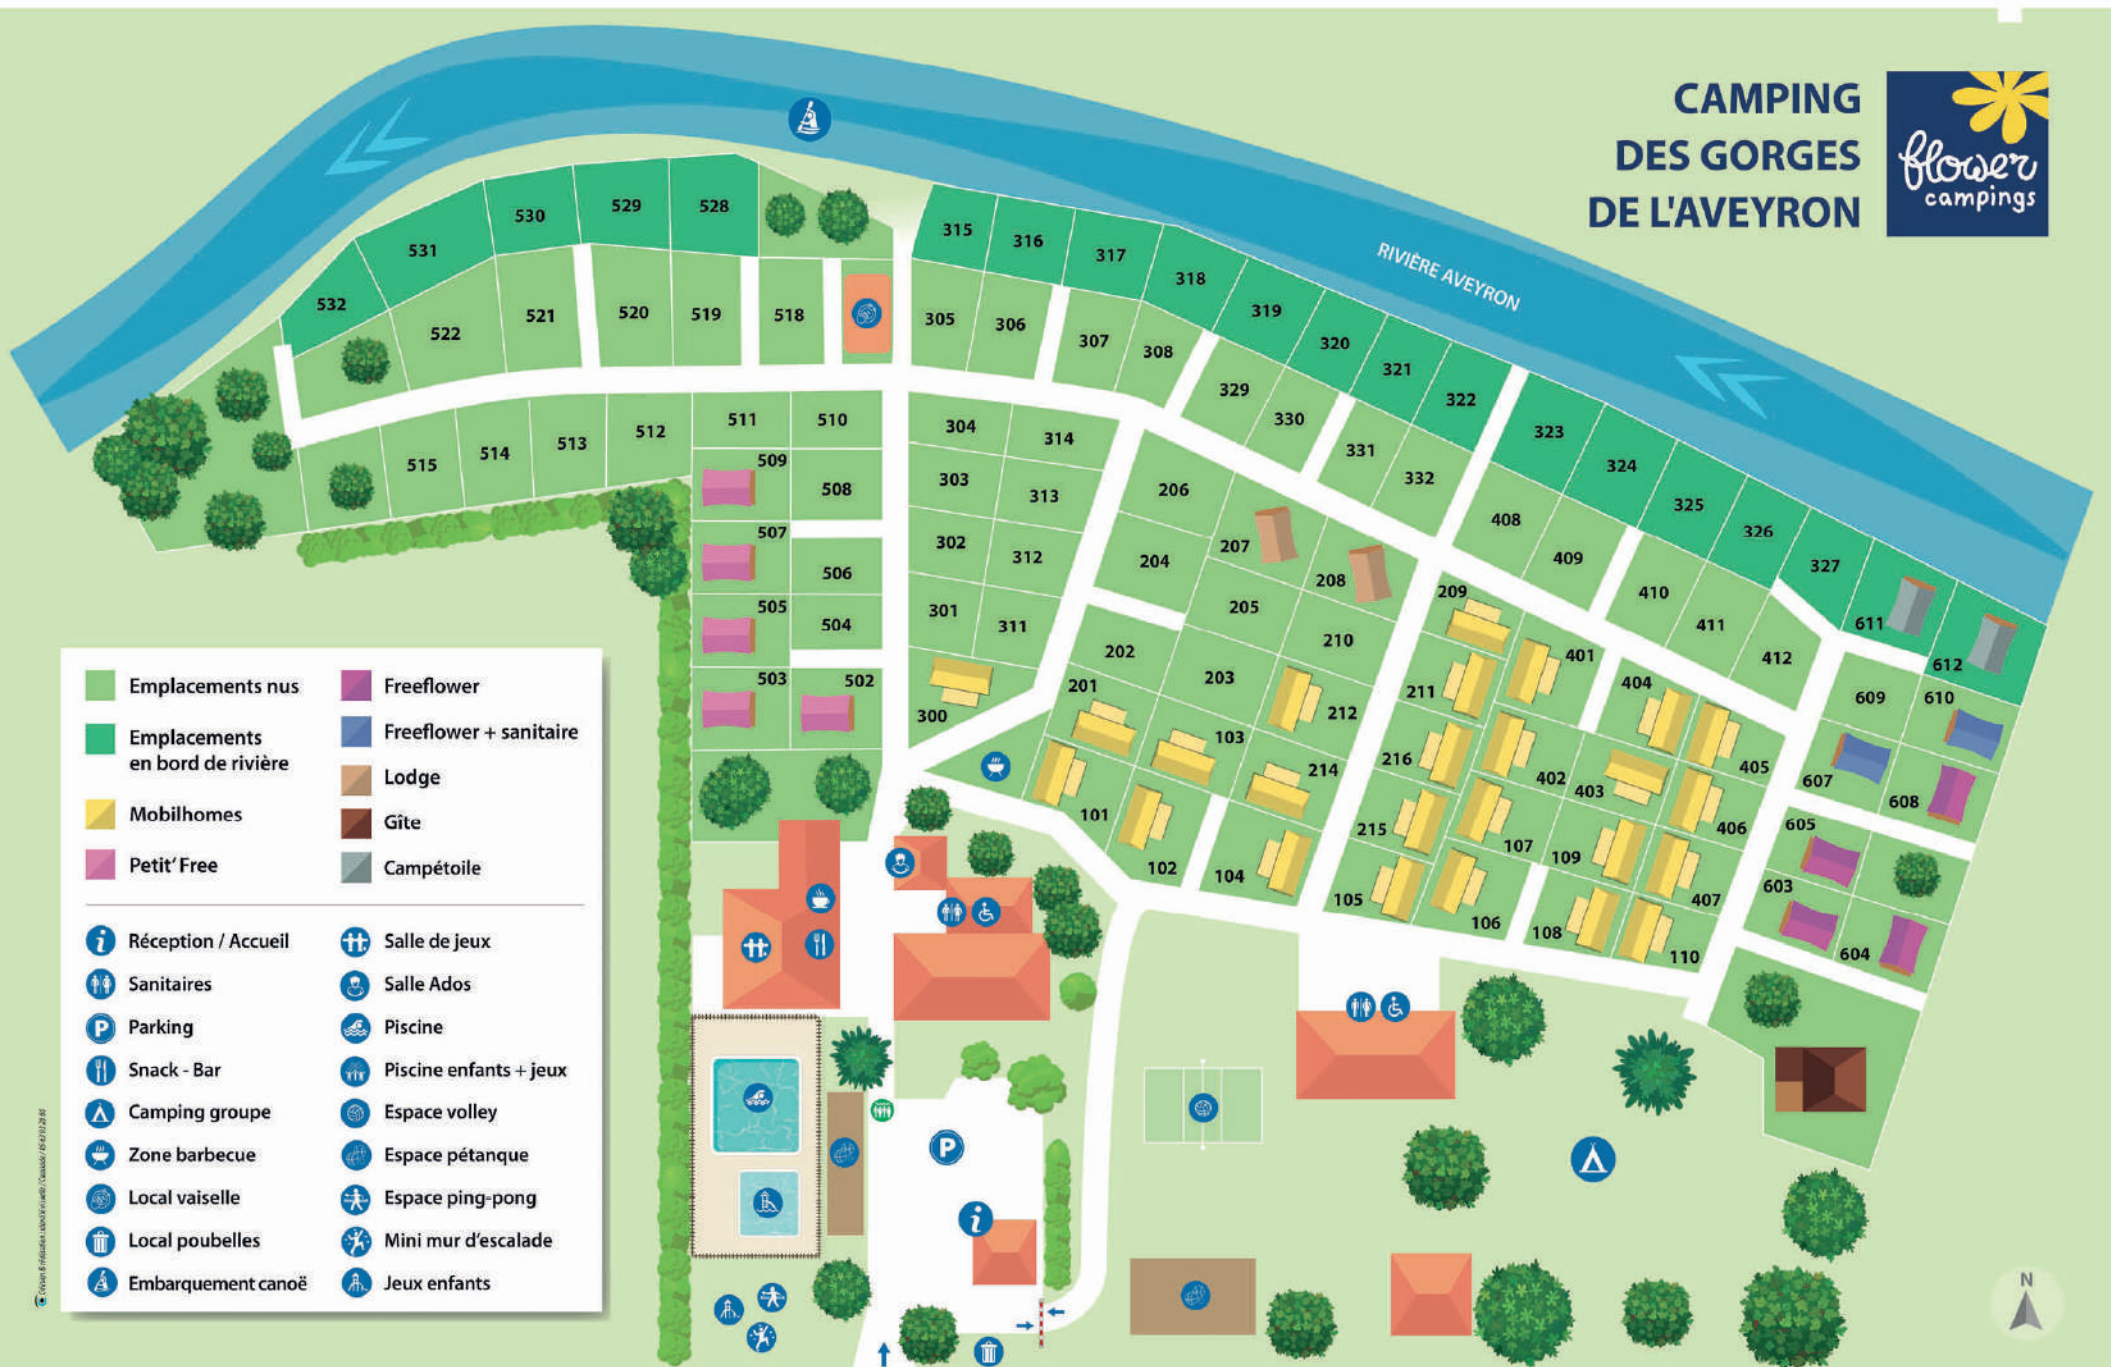 CAMPING
DES GORGES
DE L'AVEYRON
flower
campings
RIVIÈRE AVEYRON
528
529
530
531
532
522
521
520
519
518
515
514
513
512
511
510
509
508
507
506
505
504
503
502
315
316
317
318
319
320
321
322
323
324
325
326
327
611
612
305
306
307
308
329
330
331
332
408
409
410
411
412
609
610
304
314
303
313
302
312
301
311
300
206
207
208
204
205
210
202
203
201
212
103
214
101
102
104
209
401
211
404
216
402
403
405
215
107
109
406
105
106
108
407
110
607
608
605
603
604
Emplacements nus
Emplacements
en bord de rivière
Mobilhomes
Petit' Free
Freeflower
Freeflower + sanitaire
Lodge
Gîte
Campétoile
Réception / Accueil
Sanitaires
Parking
Snack - Bar
Camping groupe
Zone barbecue
Local vaiselle
Local poubelles
Embarquement canoë
Salle de jeux
Salle Ados
Piscine
Piscine enfants + jeux
Espace volley
Espace pétanque
Espace ping-pong
Mini mur d'escalade
Jeux enfants
i
P
P
i
N